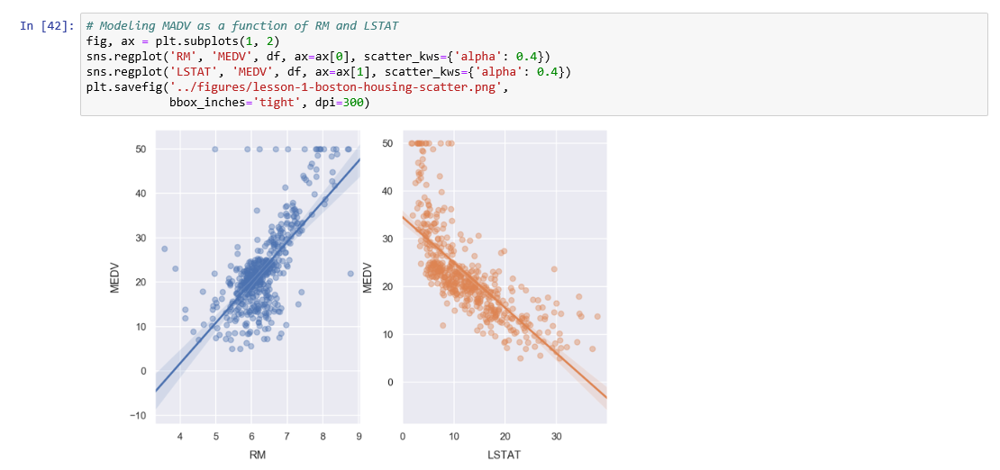 In [42]: # Modeling MADV as a function of RM and LSTAT
fig, ax = plt.subplots(1, 2)
sns.regplot('RM', 'MEDV', df, ax=ax[0], scatter_kws={'alpha': 0.4})
sns.regplot('LSTAT', 'MEDV', df, ax=ax[1], scatter_kws={'alpha': 0.4})
plt.savefig('../figures/lesson-1-boston-housing-scatter.png',
bbox_inches='tight', dpi=300)
50
40
30
20
10
0
−10
MEDV
4 5 6 7 8 9
RM
50
40
30
20
10
0
MEDV
0 10 20 30
LSTAT